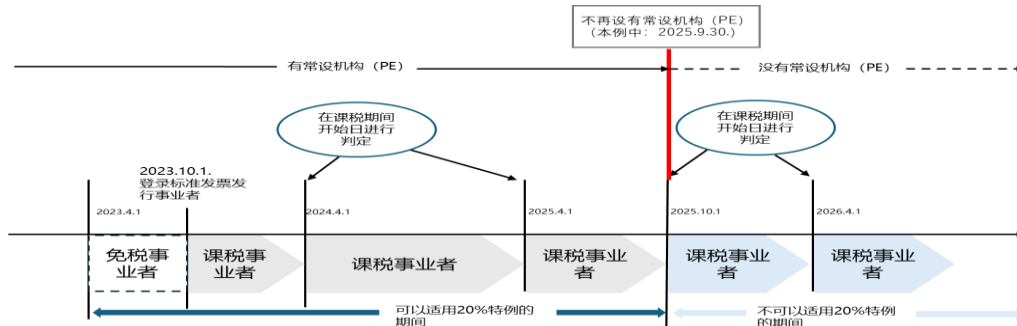 不再设有常设机构（PE）
（本例中：2025.9.30.）
有常设机构（PE）
没有常设机构（PE）
在课税期间
开始日进行
判定
在课税期间
开始日进行
判定
2023.10.1.
登录标准发票发
行事业者
2023.4.1
2024.4.1
2025.4.1
2025.10.1
2026.4.1
免税事
业者
课税事
业者
课税事业者
课税事业
者
课税事业
者
课税事业
者
可以适用20%特例的
期间
不可以适用20%特例
的期间